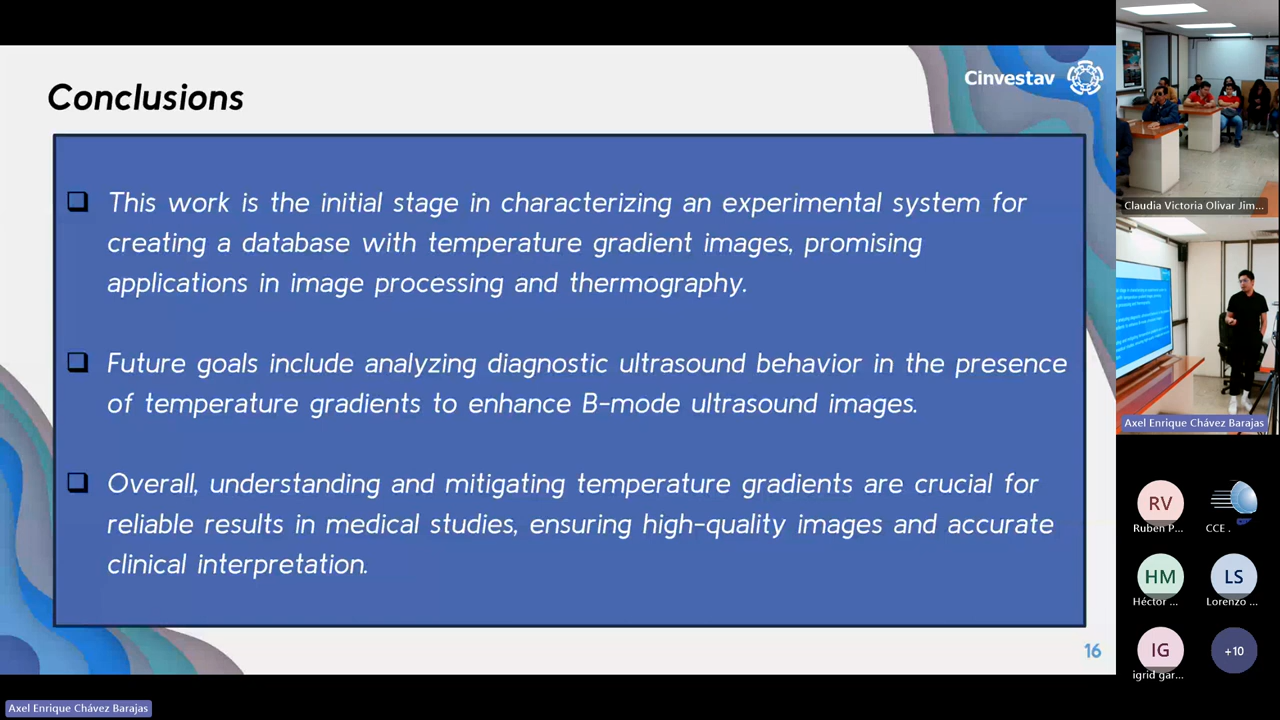 Conclusions
Cinvestav
This work is the initial stage in characterizing an experimental system for
creating a database with temperature gradient images, promising
applications in image processing and thermography.
Future goals include analyzing diagnostic ultrasound behavior in the presence
of temperature gradients to enhance B-mode ultrasound images.
Overall, understanding and mitigating temperature gradients are crucial for
reliable results in medical studies, ensuring high-quality images and accurate
clinical interpretation.
16
Claudia Victoria Olivar Jim...
Axel Enrique Chávez Barajas
RV
Ruben P...
CCE .
HM
Héctor ...
LS
Lorenzo ...
IG
igrid gar...
+10
Axel Enrique Chávez Barajas